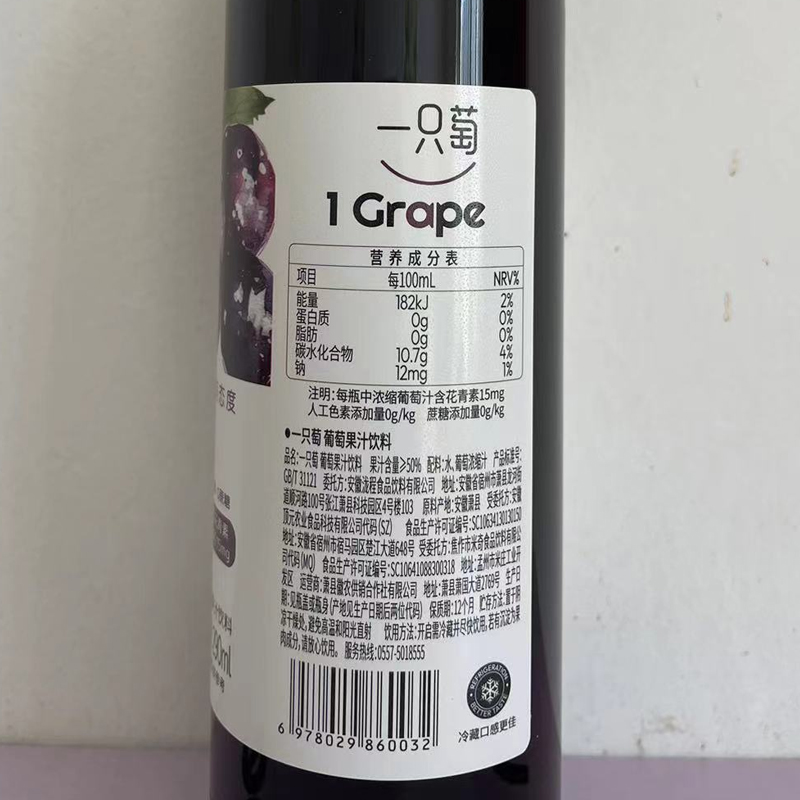 一只萄
1 Grape
营养成分表
项目 每100mL NRV%
能量 182kJ 2%
蛋白质 0g 0%
脂肪 0g 0%
碳水化合物 10.7g 4%
钠 12mg 1%
注明：每瓶中浓缩葡萄汁含花青素15mg
人工色素添加量0g/kg 蔗糖添加量0g/kg
●一只萄 葡萄果汁饮料
品名：一只萄 葡萄果汁饮料 果汁含量≥50% 配料：水、葡萄浓缩汁 产品标准号：
GB/T 31121 委托方：安徽泷程食品饮料有限公司 地址：安徽省宿州市萧县龙河街
道顺河路100号张江萧县科技园区4号楼103 原料产地：安徽萧县 受委托方：安徽
顶元农业食品科技有限公司代码(SZ) 食品生产许可证编号：SC10634130130150
地址：安徽省宿州市宿马园区楚江大道648号 受委托方：焦作市米奇食品饮料有限公
司代码(MQ) 食品生产许可证编号：SC10641088300318 地址：孟州市米庄工业开
发区 运营商：萧县徽农供销合作社有限公司 地址：萧县萧国大道2769号 生产日
期：见瓶盖或瓶身(产地见生产日期后两位代码) 保质期：12个月 贮存方法：置于阴
凉干燥处，避免高温和阳光直射 饮用方法：开启需冷藏并尽快饮用，若有沉淀为果
肉成分，请放心饮用。 服务热线：0557-5018555
6 978029 860032
REFRIGERATION
BETTER TASTE
冷藏口感更佳
态度
90ml